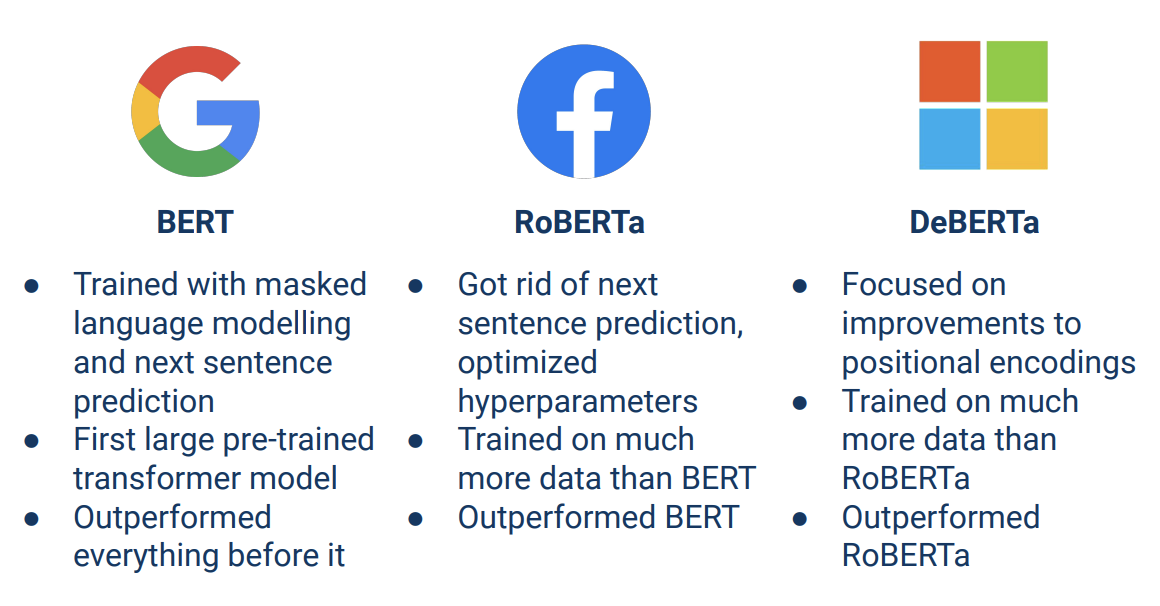 BERT
● Trained with masked
language modelling
and next sentence
prediction
● First large pre-trained
transformer model
● Outperformed
everything before it
RoBERTa
● Got rid of next
sentence prediction,
optimized
hyperparameters
● Trained on much
more data than BERT
● Outperformed BERT
DeBERTa
● Focused on
improvements to
positional encodings
● Trained on much
more data than
RoBERTa
● Outperformed
RoBERTa